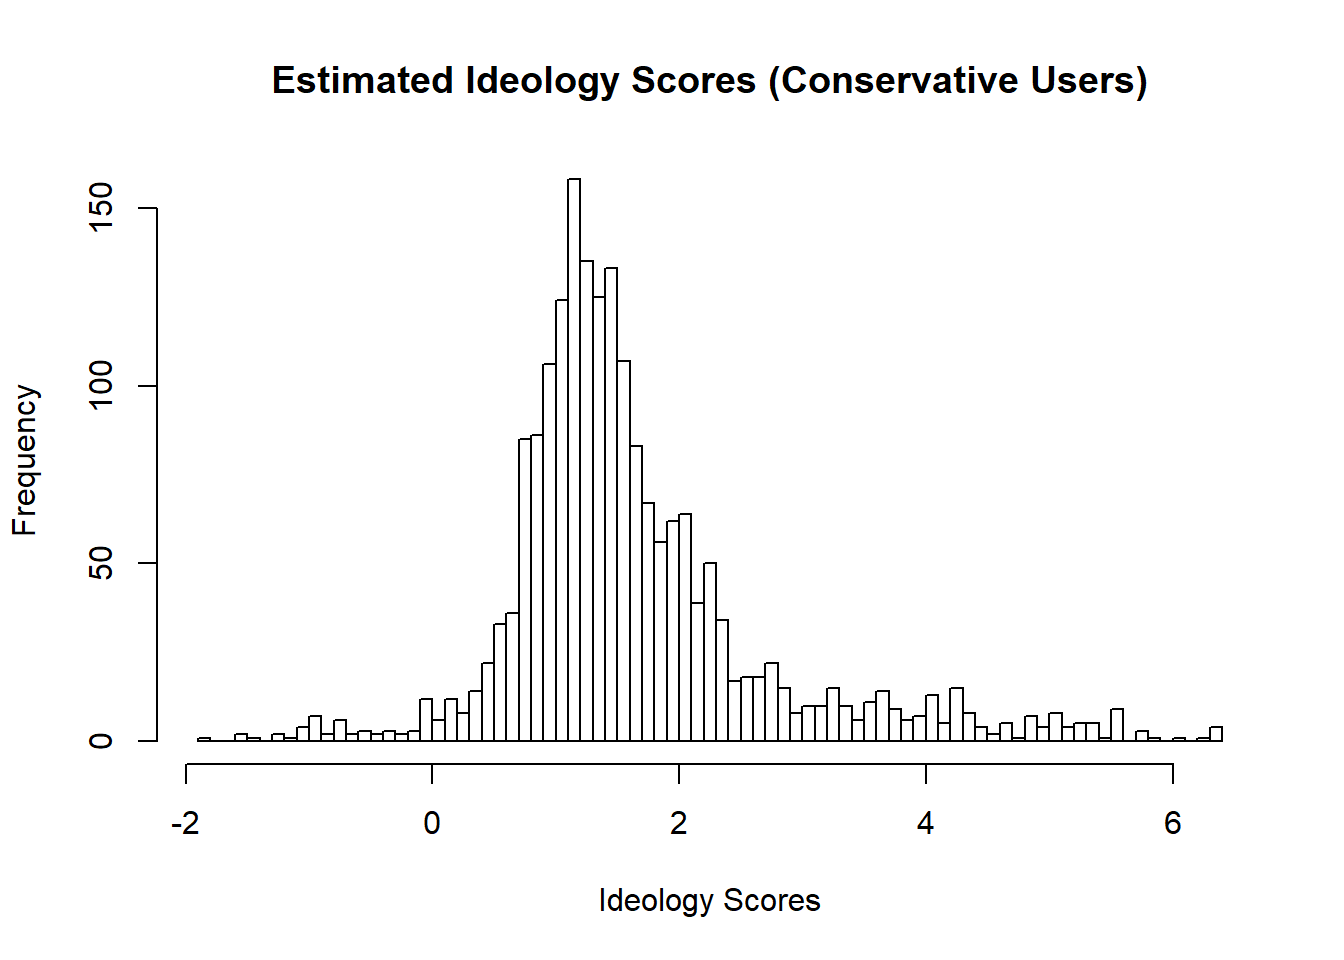 Estimated Ideology Scores (Conservative Users)
150
100
50
0
Frequency
-2 0 2 4 6
Ideology Scores